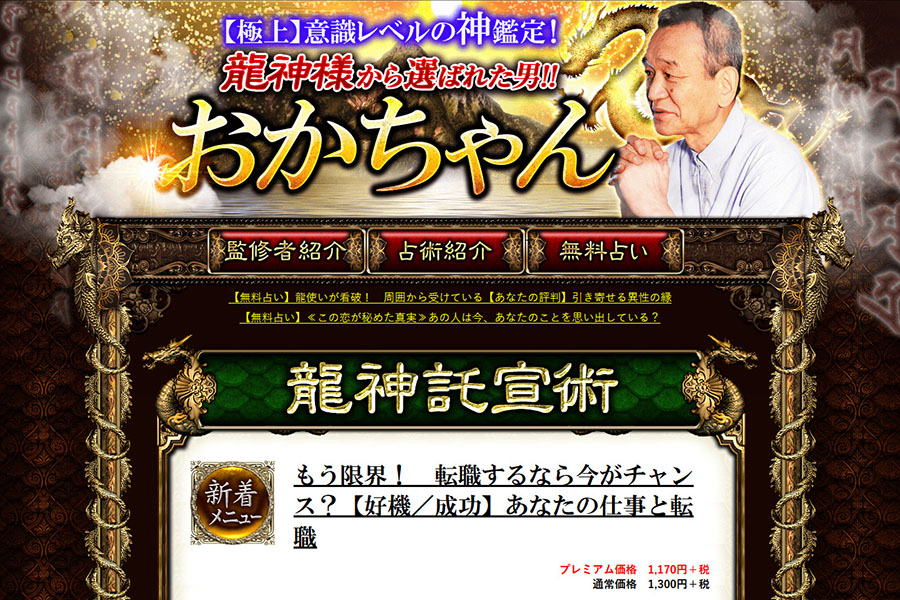 【極上】意識レベルの神鑑定!
龍神様から選ばれた男!!
おかちゃん
監修者紹介
占術紹介
無料占い
【無料占い】龍使いが看破！　周囲から受けている【あなたの評判】引き寄せる異性の縁
【無料占い】≪この恋が秘めた真実≫あの人は今、あなたのことを思い出している？
龍神託宣術
新着
メニュー
もう限界！　転職するなら今がチャン
ス？【好機／成功】あなたの仕事と転
職
プレミアム価格　1,170円＋税
通常価格　1,300円＋税